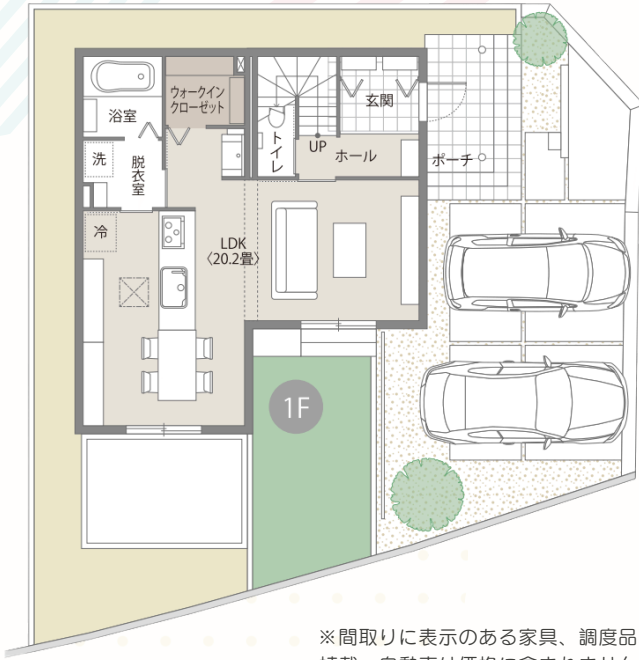 ウォークイン
クローゼット
浴室
玄関
洗
脱衣室
トイレ
UP
ホール
ポーチ
冷
LDK
〈20.2畳〉
1F
※間取りに表示のある家具、調度品